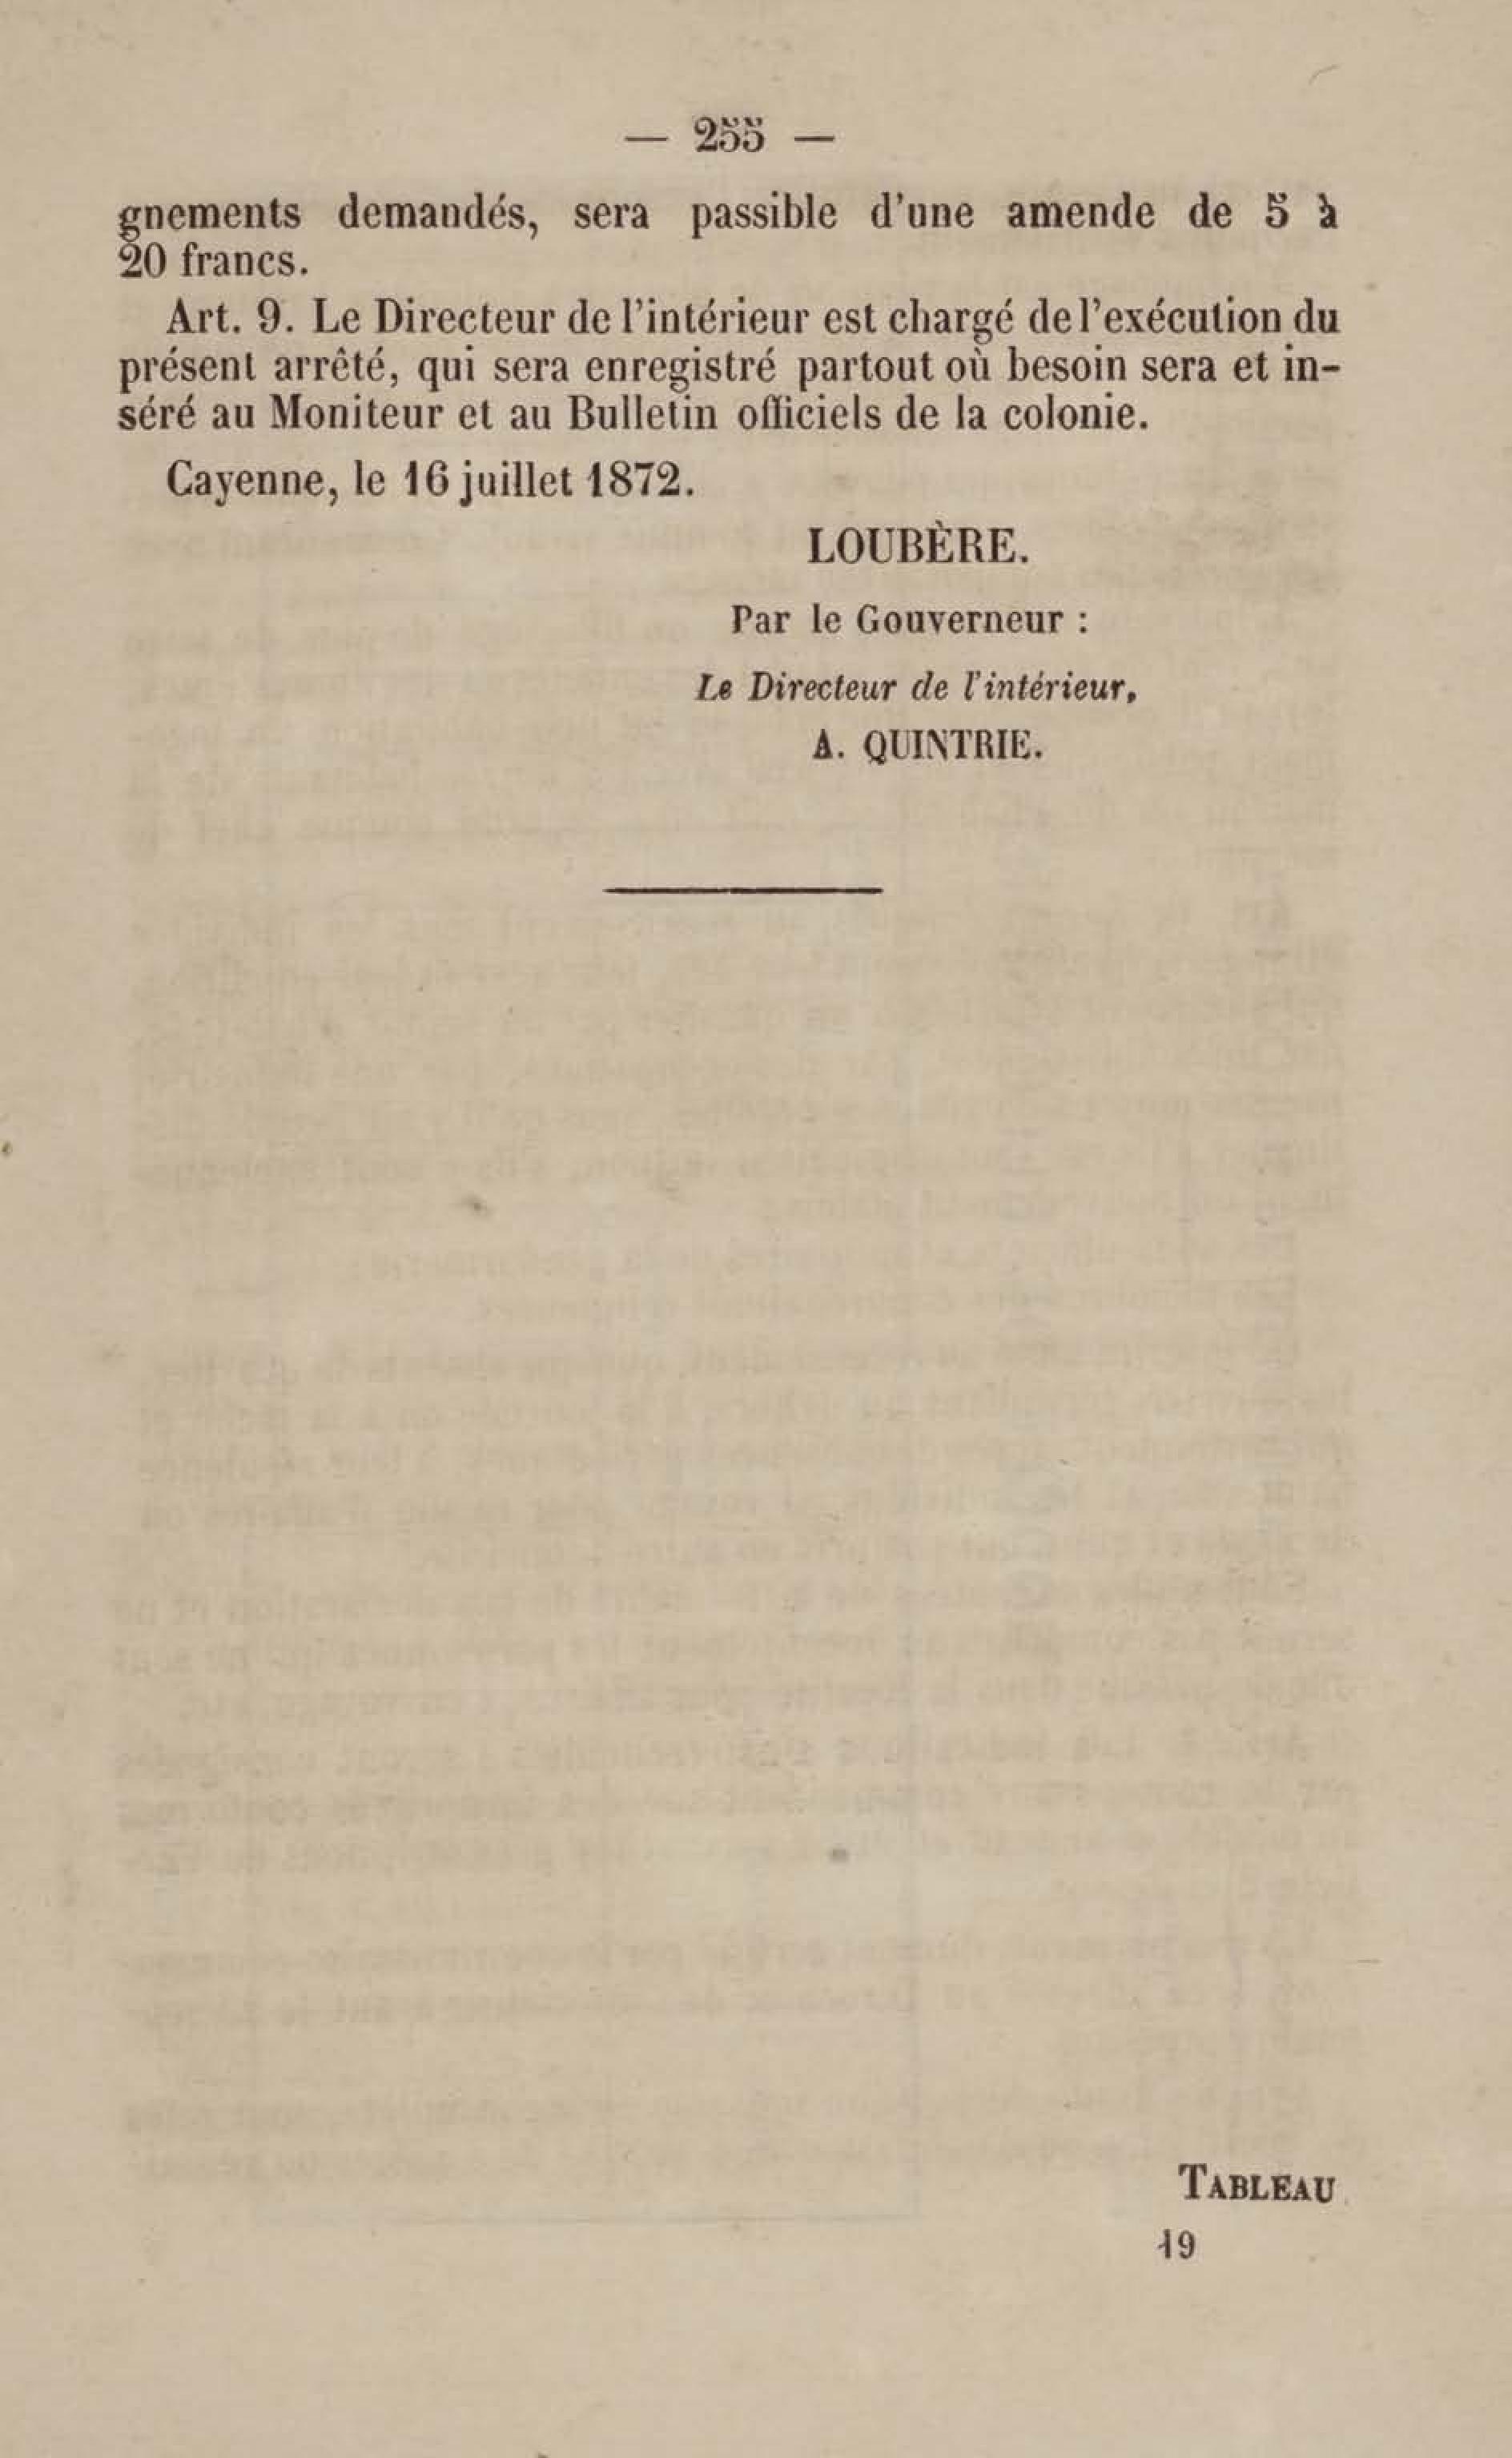 — 255 —
gnements demandés, sera passible d'une amende de 5 à
20 francs.
Art. 9. Le Directeur de l'intérieur est chargé de l'exécution du
présent arrêté, qui sera enregistré partout où besoin sera et in-
séré au Moniteur et au Bulletin officiels de la colonie.
Cayenne, le 16 juillet 1872.
LOUBÈRE.
Par le Gouverneur :
Le Directeur de l'intérieur,
A. QUINTRIE.
TABLEAU
19